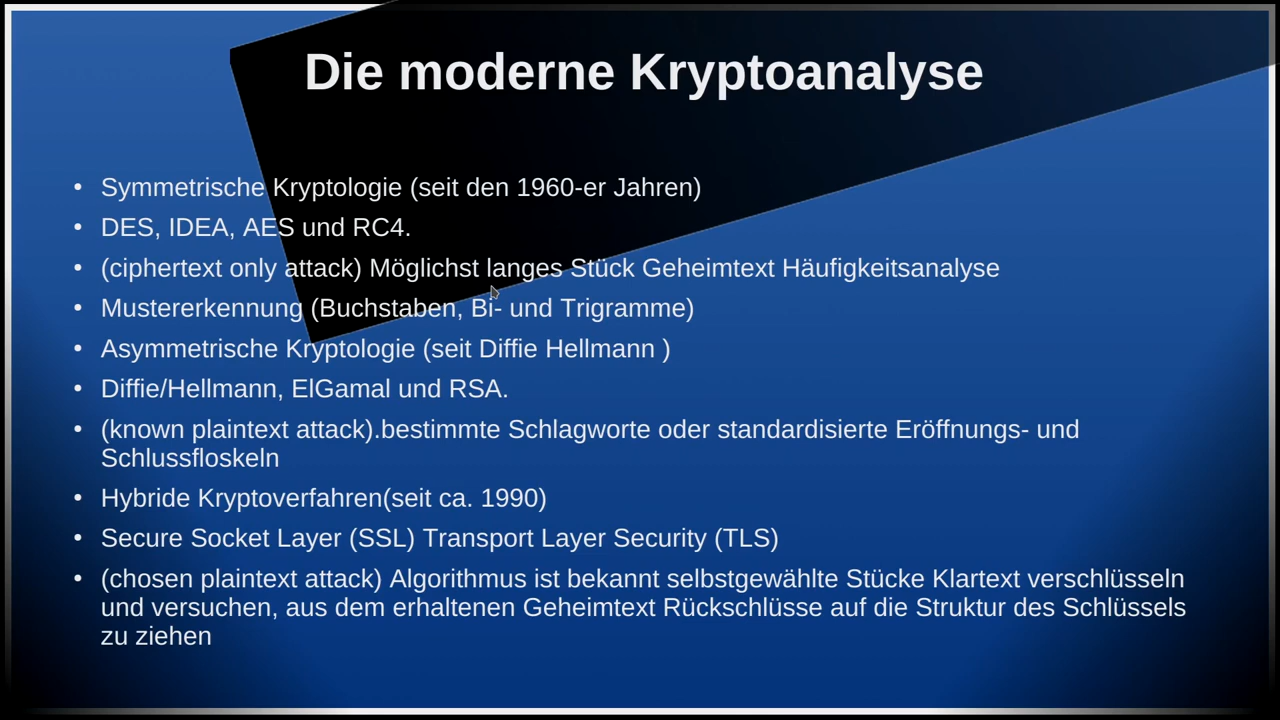 Die moderne Kryptoanalyse
• Symmetrische Kryptologie (seit den 1960-er Jahren)
• DES, IDEA, AES und RC4.
• (ciphertext only attack) Möglichst langes Stück Geheimtext Häufigkeitsanalyse
• Mustererkennung (Buchstaben, Bi- und Trigramme)
• Asymmetrische Kryptologie (seit Diffie Hellmann )
• Diffie/Hellmann, ElGamal und RSA.
• (known plaintext attack).bestimmte Schlagworte oder standardisierte Eröffnungs- und
Schlussfloskeln
• Hybride Kryptoverfahren(seit ca. 1990)
• Secure Socket Layer (SSL) Transport Layer Security (TLS)
• (chosen plaintext attack) Algorithmus ist bekannt selbstgewählte Stücke Klartext verschlüsseln
und versuchen, aus dem erhaltenen Geheimtext Rückschlüsse auf die Struktur des Schlüssels
zu ziehen